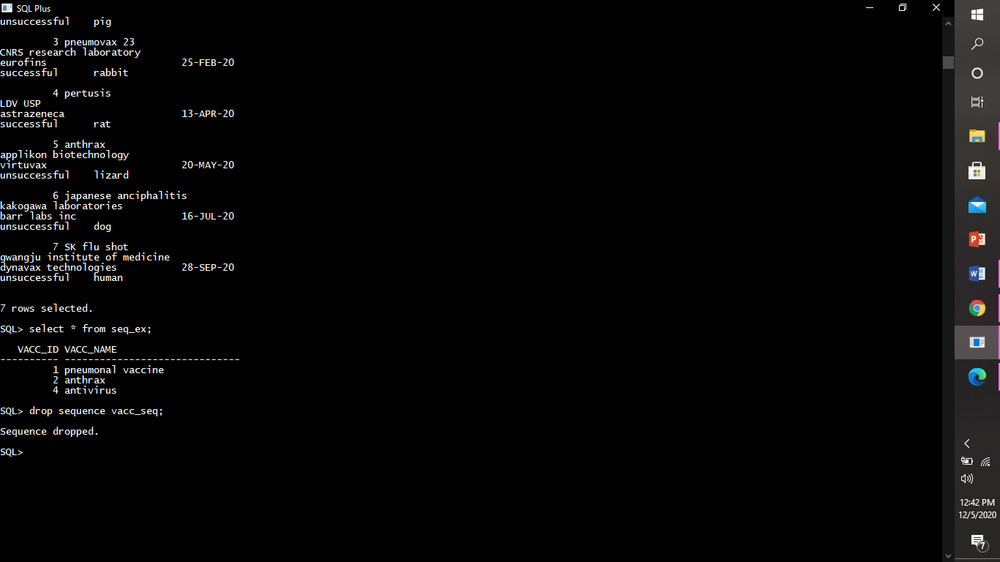 SQL Plus
unsuccessful    pig
         3 pneumovax 23
CNRS research laboratory
eurofins                       25-FEB-20
successful      rabbit
         4 pertusis
LDV USP
astrazeneca                    13-APR-20
successful      rat
         5 anthrax
applikon biotechnology
virtuvax                       20-MAY-20
unsuccessful    lizard
         6 japanese anciphalitis
kakogawa laboratories
barr labs inc                  16-JUL-20
unsuccessful    dog
         7 SK flu shot
gwangju institute of medicine
dynavax technologies           28-SEP-20
unsuccessful    human
7 rows selected.
SQL> select * from seq_ex;
   VACC_ID VACC_NAME
---------- ------------------------------
         1 pneumonal vaccine
         2 anthrax
         4 antivirus
SQL> drop sequence vacc_seq;
Sequence dropped.
SQL>
P
W
12:42 PM
12/5/2020
7